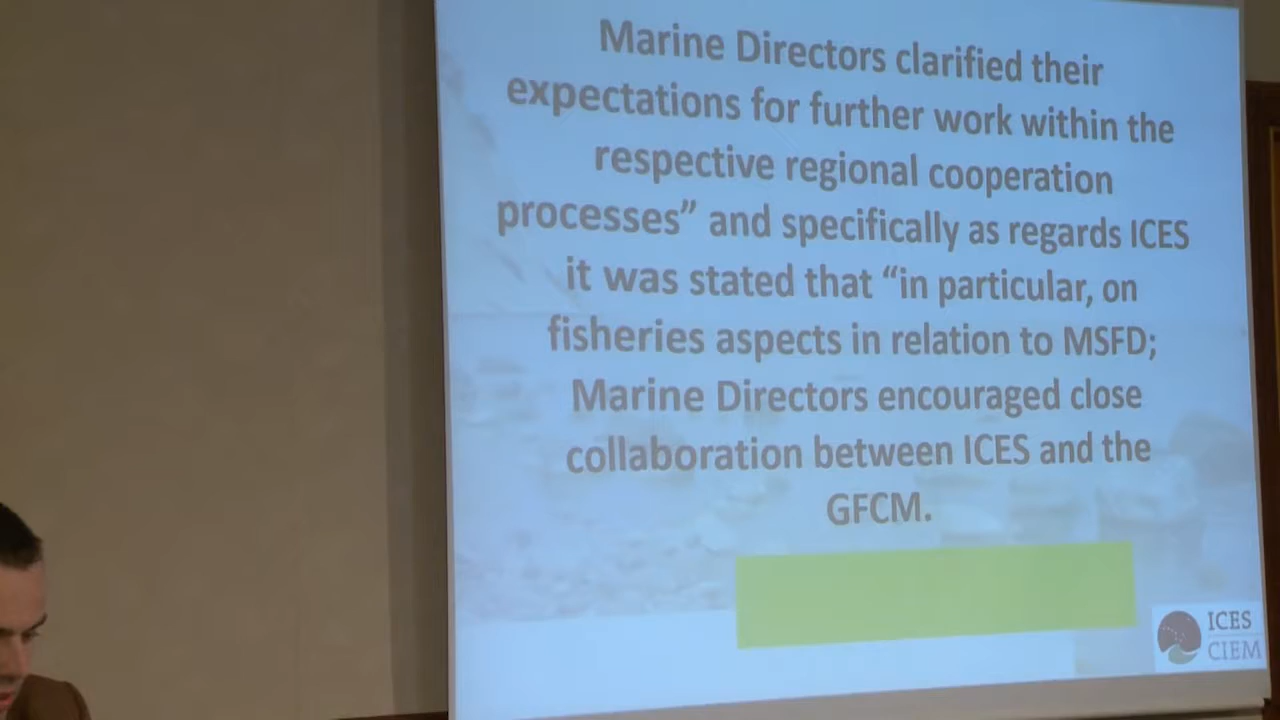 Marine Directors clarified their
expectations for further work within the
respective regional cooperation
processes” and specifically as regards ICES
it was stated that “in particular, on
fisheries aspects in relation to MSFD;
Marine Directors encouraged close
collaboration between ICES and the
GFCM.
ICES
CIEM